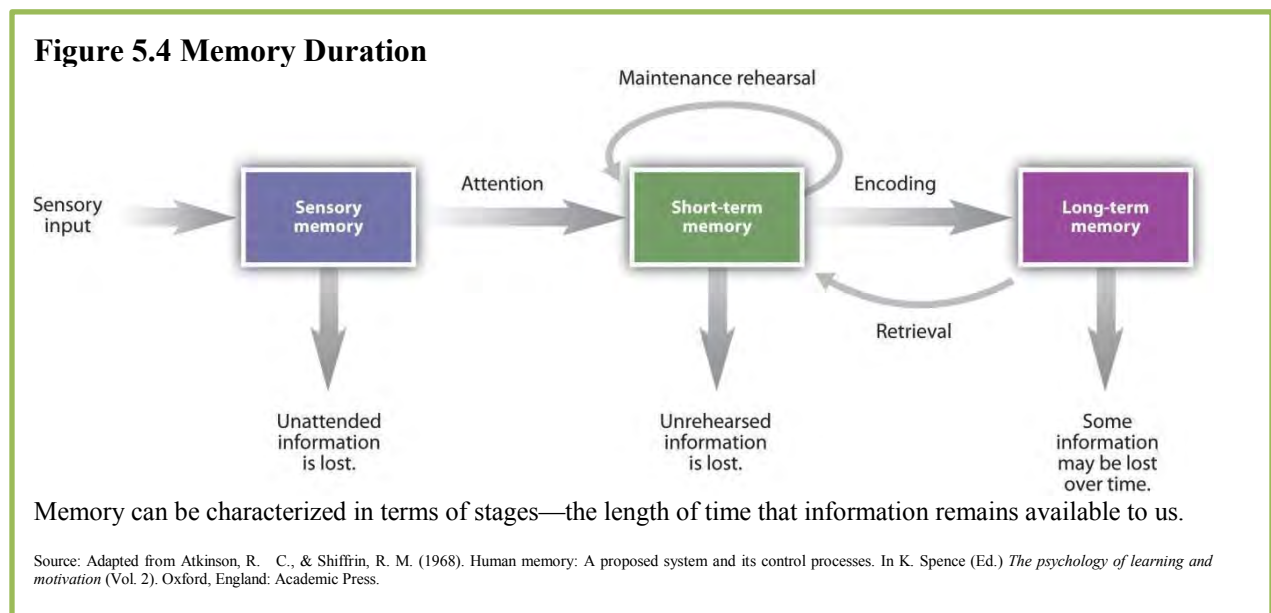 Figure 5.4 Memory Duration
Maintenance rehearsal
Sensory
input
Sensory
memory
Attention
Short-term
memory
Encoding
Long-term
memory
Retrieval
Unattended
information
is lost.
Unrehearsed
information
is lost.
Some
information
may be lost
over time.
Memory can be characterized in terms of stages—the length of time that information remains available to us.
Source: Adapted from Atkinson, R. C., & Shiffrin, R. M. (1968). Human memory: A proposed system and its control processes. In K. Spence (Ed.) The psychology of learning and
motivation (Vol. 2). Oxford, England: Academic Press.